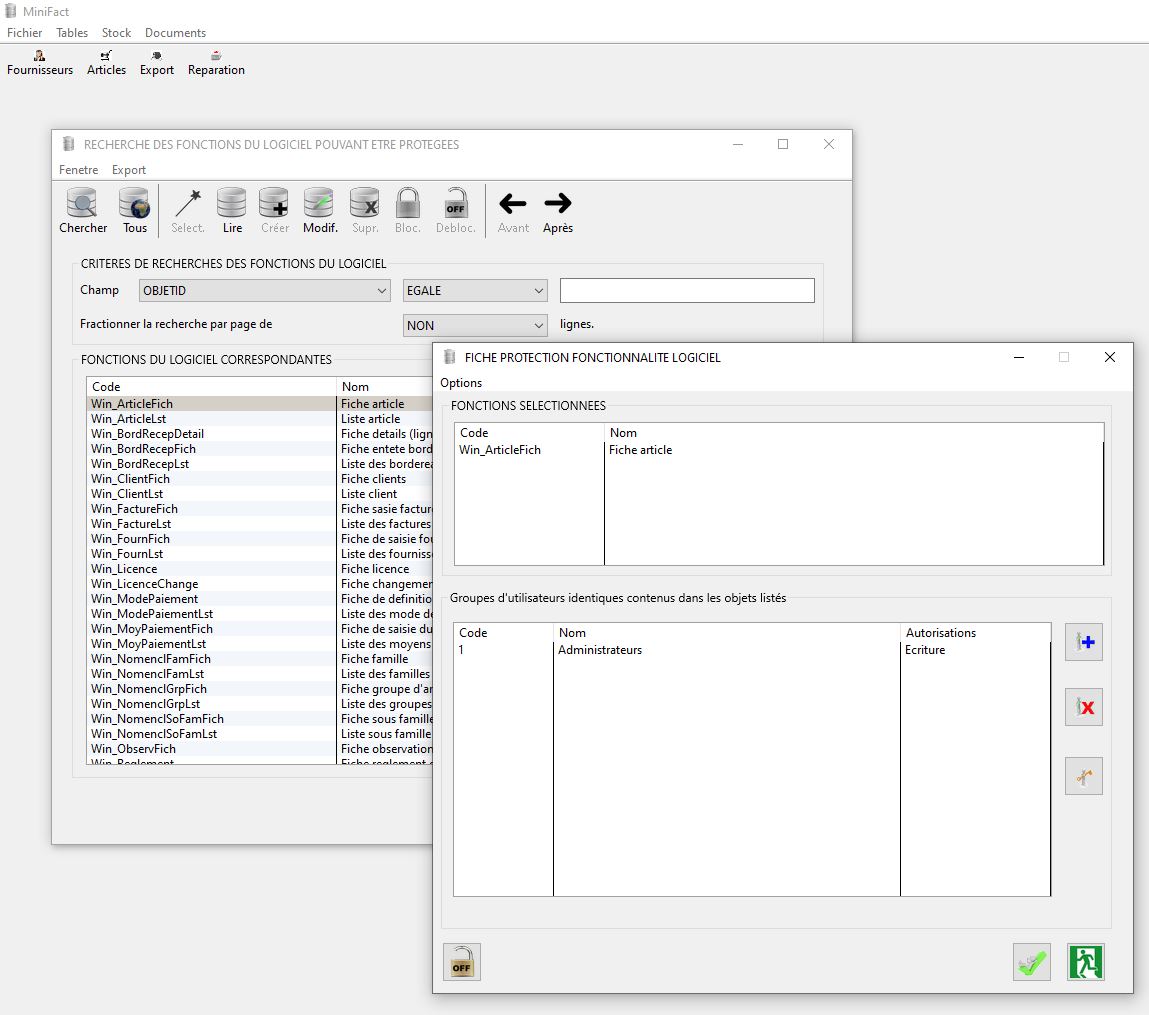 MiniFact
Fichier Tables Stock Documents
Fournisseurs Articles Export Reparation
RECHERCHE DES FONCTIONS DU LOGICIEL POUVANT ETRE PROTEGEES
Fenetre Export
OFF
Chercher Tous Select. Lire Créer Modif. Supr. Bloc. Debloc. Avant Après
CRITERES DE RECHERCHES DES FONCTIONS DU LOGICIEL
Champ OBJETID EGALE
Fractionner la recherche par page de NON lignes.
FONCTIONS DU LOGICIEL CORRESPONDANTES
Code Nom
Win_ArticleFich Fiche article
Win_ArticleLst Liste article
Win_BordRecepDetail Fiche details (lign
Win_BordRecepFich Fiche entete bord
Win_BordRecepLst Liste des borderea
Win_ClientFich Fiche clients
Win_ClientLst Liste client
Win_FactureFich Fiche sasie facture
Win_FactureLst Liste des factures
Win_FournFich Fiche de saisie fou
Win_FournLst Liste des fourniss
Win_Licence Fiche licence
Win_LicenceChange Fiche changemen
Win_ModePaiement Fiche de definitio
Win_ModePaiementLst Liste des mode de
Win_MoyPaiementFich Fiche de saisie du
Win_MoyPaiementLst Liste des moyens
Win_NomenclFamFich Fiche famille
Win_NomenclFamLst Liste des familles
Win_NomenclGrpFich Fiche groupe d'ar
Win_NomenclGrpLst Liste des groupes
Win_NomenclSoFamFich Fiche sous famille
Win_NomenclSoFamLst Liste sous famille
Win_ObservFich Fiche observation
Win_Reglement Fiche reglement
FICHE PROTECTION FONCTIONNALITE LOGICIEL
Options
FONCTIONS SELECTIONNEES
Code Nom
Win_ArticleFich Fiche article
Groupes d'utilisateurs identiques contenus dans les objets listés
Code Nom Autorisations
1 Administrateurs Ecriture
OFF